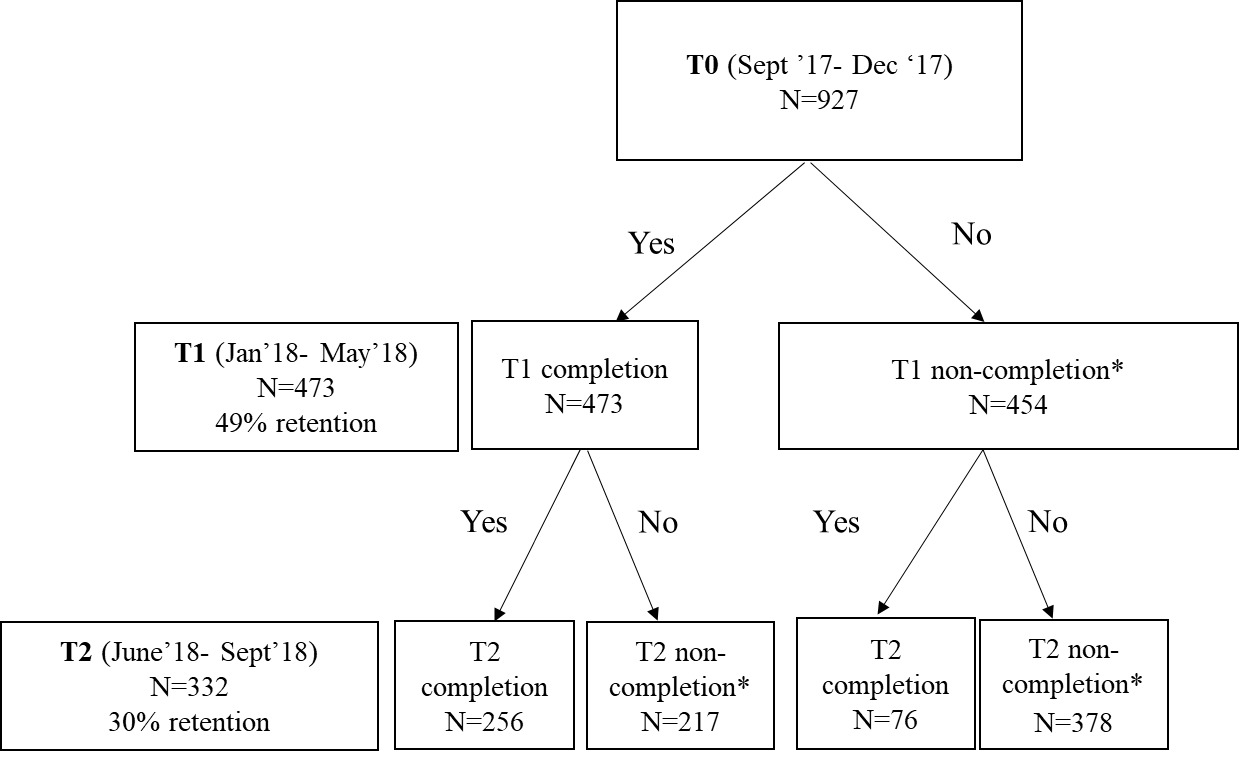 T0 (Sept ’17- Dec ‘17)
N=927
Yes
No
T1 (Jan’18- May’18)
N=473
49% retention
T1 completion
N=473
T1 non-completion*
N=454
Yes
No
Yes
No
T2 (June’18- Sept’18)
N=332
30% retention
T2
completion
N=256
T2 non-
completion*
N=217
T2
completion
N=76
T2 non-
completion*
N=378